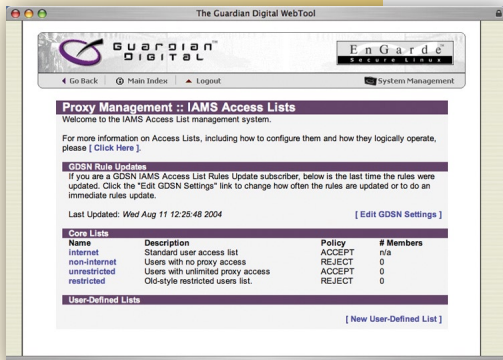 The Guardian Digital WebTool
Guardian™
Digital
EnGarde™
Secure Linux
Go Back
Main Index
Logout
System Management
Proxy Management :: IAMS Access Lists
Welcome to the IAMS Access List management system.
For more information on Access Lists, including how to configure them and how they logically operate,
please [ Click Here ].
GDSN Rule Updates
If you are a GDSN IAMS Access List Rules Update subscriber, below is the last time the rules were
updated. Click the "Edit GDSN Settings" link to change how often the rules are updated or to do an
immediate rules update.
Last Updated: Wed Aug 11 12:25:48 2004 [ Edit GDSN Settings ]
Core Lists
Name Description Policy # Members
internet Standard user access list ACCEPT n/a
non-internet Users with no proxy access REJECT 0
unrestricted Users with unlimited proxy access ACCEPT 0
restricted Old-style restricted users list. REJECT 0
User-Defined Lists
[ New User-Defined List ]